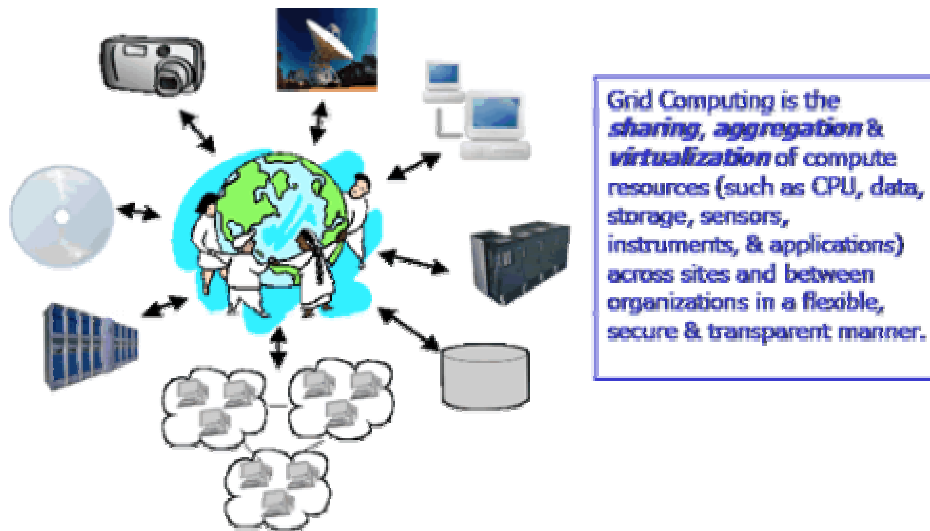 Grid Computing is the
sharing, aggregation &
virtualization of compute
resources (such as CPU, data,
storage, sensors,
instruments, & applications)
across sites and between
organizations in a flexible,
secure & transparent manner.